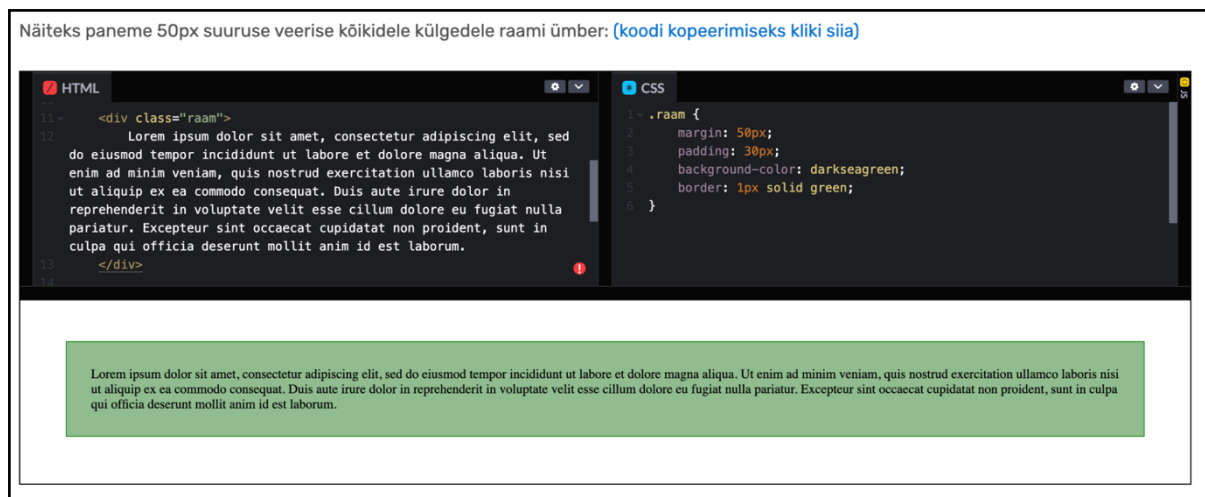 Näiteks paneme 50px suuruse veerise kõikidele külgedele raami ümber: (koodi kopeerimiseks kliki siia)
HTML
11 <div class="raam">
12 Lorem ipsum dolor sit amet, consectetur adipiscing elit, sed
do eiusmod tempor incididunt ut labore et dolore magna aliqua. Ut
enim ad minim veniam, quis nostrud exercitation ullamco laboris nisi
ut aliquip ex ea commodo consequat. Duis aute irure dolor in
reprehenderit in voluptate velit esse cillum dolore eu fugiat nulla
pariatur. Excepteur sint occaecat cupidatat non proident, sunt in
culpa qui officia deserunt mollit anim id est laborum.
13 </div>
14
CSS
1 .raam {
2 margin: 50px;
3 padding: 30px;
4 background-color: darkseagreen;
5 border: 1px solid green;
6 }
JS
Lorem ipsum dolor sit amet, consectetur adipiscing elit, sed do eiusmod tempor incididunt ut labore et dolore magna aliqua. Ut enim ad minim veniam, quis nostrud exercitation ullamco laboris nisi
ut aliquip ex ea commodo consequat. Duis aute irure dolor in reprehenderit in voluptate velit esse cillum dolore eu fugiat nulla pariatur. Excepteur sint occaecat cupidatat non proident, sunt in culpa
qui officia deserunt mollit anim id est laborum.